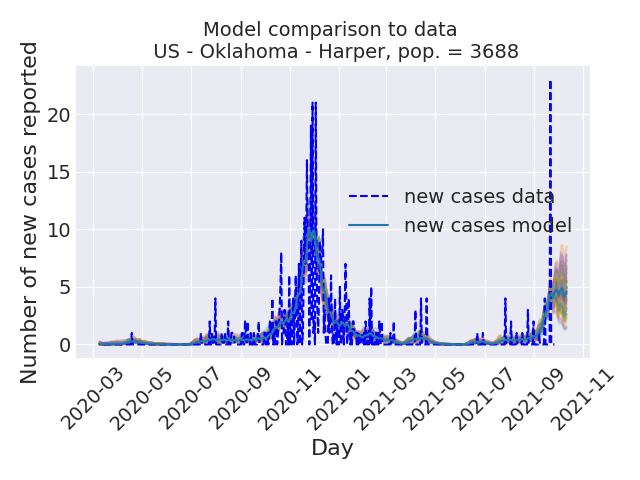 Model comparison to data
US - Oklahoma - Harper, pop. = 3688
Number of new cases reported
20
15
10
5
0
new cases data
new cases model
2020-03
2020-05
2020-07
2020-09
2020-11
2021-01
2021-03
2021-05
2021-07
2021-09
2021-11
Day